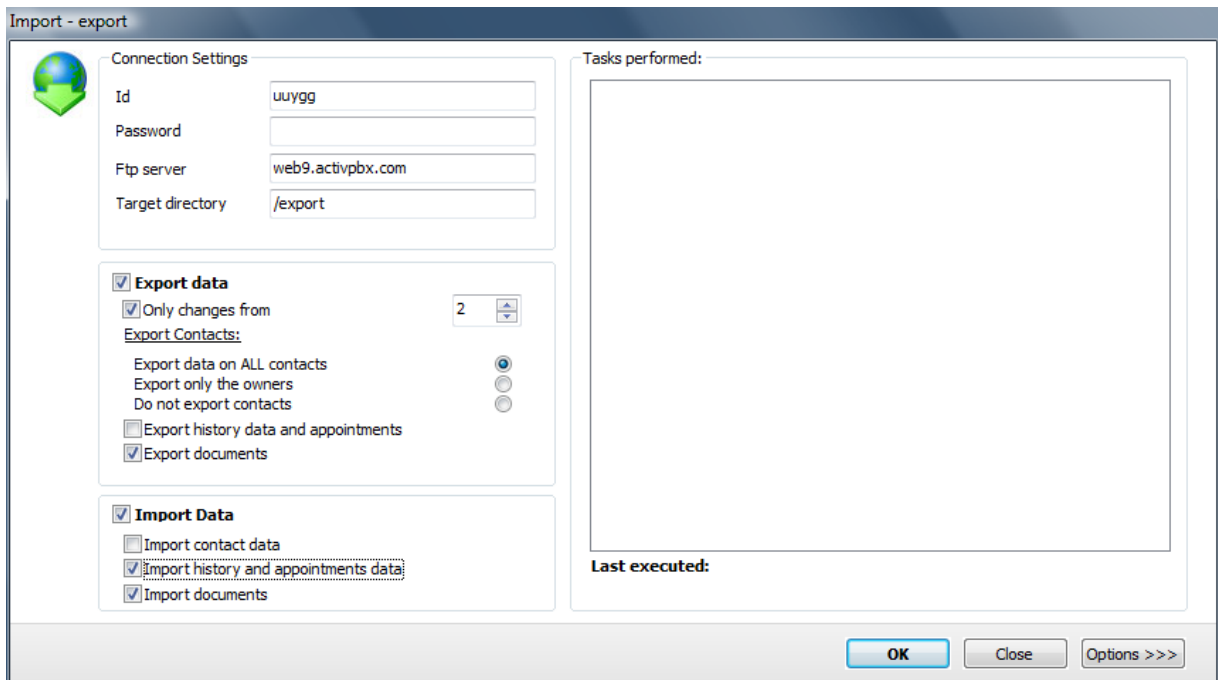 Import - export
Connection Settings
Id uuygg
Password
Ftp server web9.activpbx.com
Target directory /export
Export data
Only changes from 2
Export Contacts:
Export data on ALL contacts
Export only the owners
Do not export contacts
Export history data and appointments
Export documents
Import Data
Import contact data
Import history and appointments data
Import documents
Tasks performed:
Last executed:
OK Close Options >>>